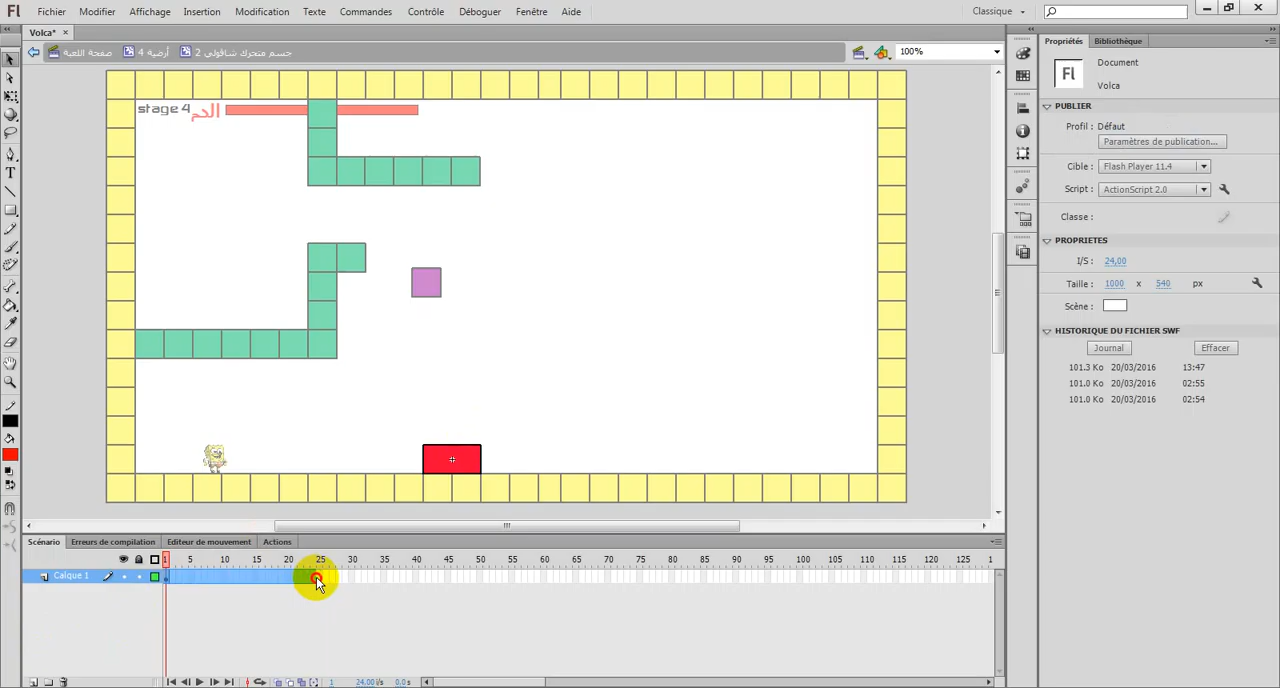 Fl Fichier Modifier Affichage Insertion Modification Texte Commandes Contrôle Déboguer Fenêtre Aide Classique
Volca* ×
صفحة اللعبة أرضية 4 جسم متحرك شاقولي 2 100%
stage 4 الحم
Propriétés Bibliothèque
Fl Document
Volca
PUBLIER
Profil : Défaut
Paramètres de publication...
Cible : Flash Player 11.4
Script : ActionScript 2.0
Classe :
PROPRIETES
I/S : 24,00
Taille : 1000 x 540 px
Scène :
HISTORIQUE DU FICHIER SWF
Journal Effacer
101.3 Ko 20/03/2016 13:47
101.0 Ko 20/03/2016 02:55
101.0 Ko 20/03/2016 02:54
Scénario Erreurs de compilation Editeur de mouvement Actions
1 5 10 15 20 25 30 35 40 45 50 55 60 65 70 75 80 85 90 95 100 105 110 115 120 125 1
Calque 1
1 24,00 i/s 0.0 s